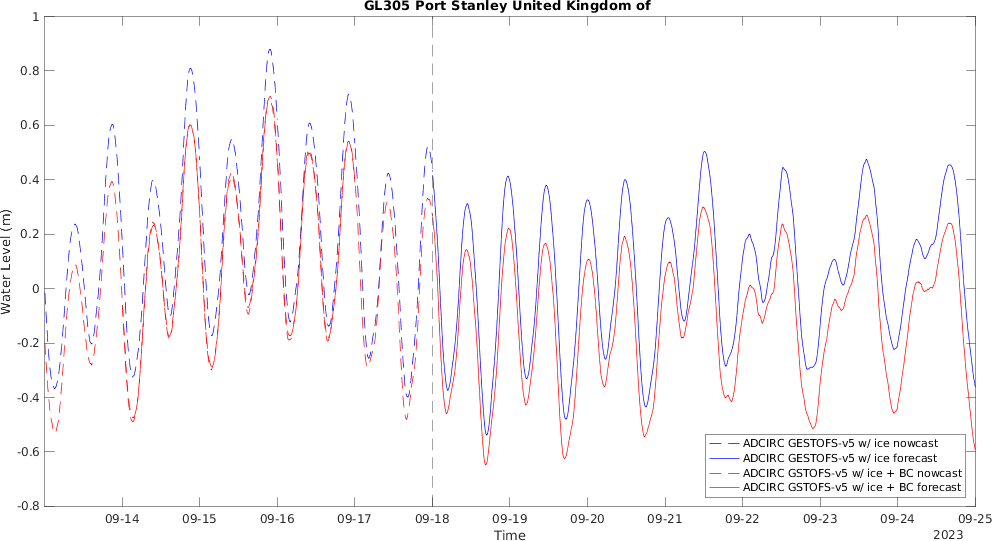 GL305 Port Stanley United Kingdom of
1
0.8
0.6
0.4
0.2
0
-0.2
-0.4
-0.6
-0.8
Water Level (m)
ADCIRC GESTOFS-v5 w/ ice nowcast
ADCIRC GESTOFS-v5 w/ ice forecast
ADCIRC GSTOFS-v5 w/ ice + BC nowcast
ADCIRC GSTOFS-v5 w/ ice + BC forecast
09-14 09-15 09-16 09-17 09-18 09-19 09-20 09-21 09-22 09-23 09-24 09-25
Time
2023